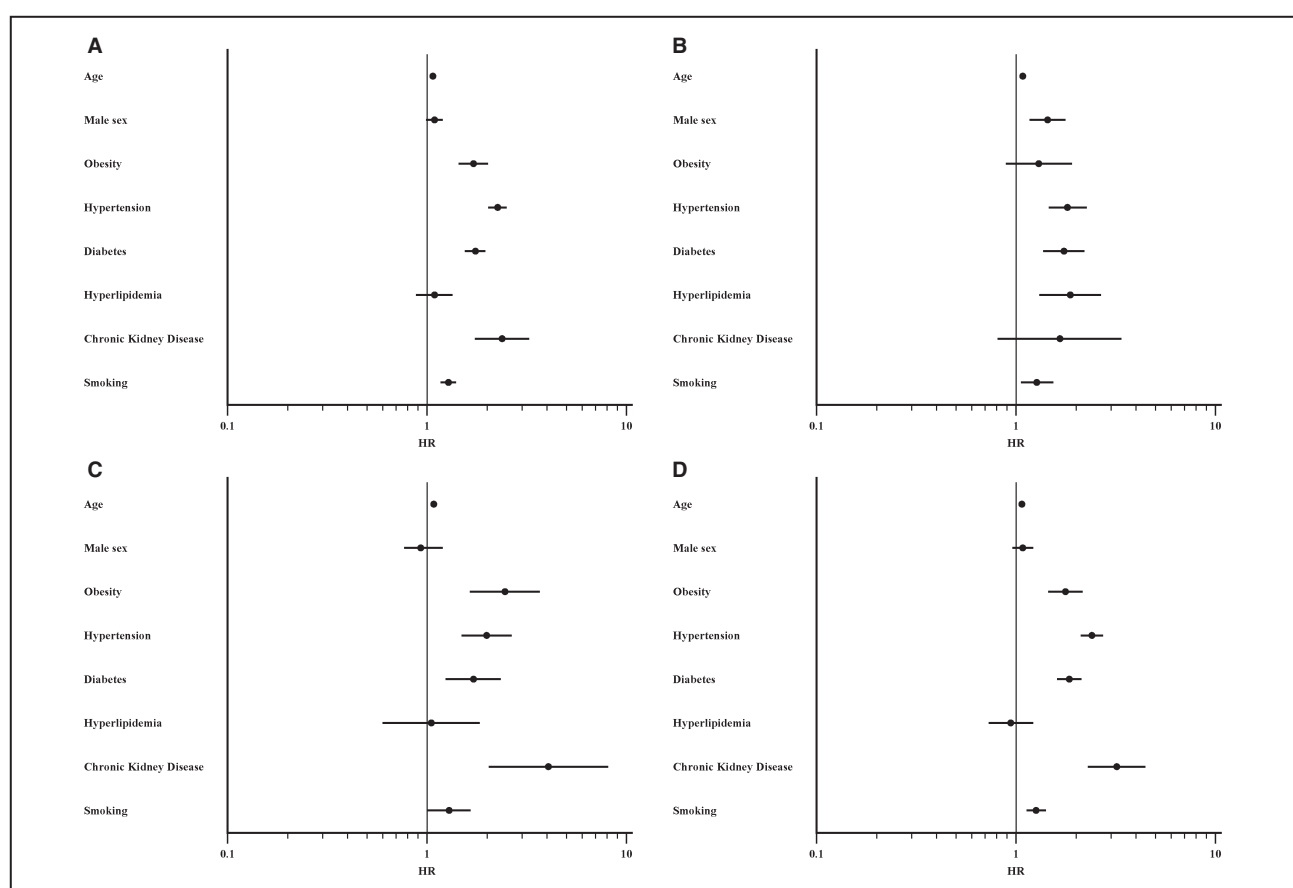 A
Age
Male sex
Obesity
Hypertension
Diabetes
Hyperlipidemia
Chronic Kidney Disease
Smoking
0.1 1 10
HR
B
Age
Male sex
Obesity
Hypertension
Diabetes
Hyperlipidemia
Chronic Kidney Disease
Smoking
0.1 1 10
HR
C
Age
Male sex
Obesity
Hypertension
Diabetes
Hyperlipidemia
Chronic Kidney Disease
Smoking
0.1 1 10
HR
D
Age
Male sex
Obesity
Hypertension
Diabetes
Hyperlipidemia
Chronic Kidney Disease
Smoking
0.1 1 10
HR